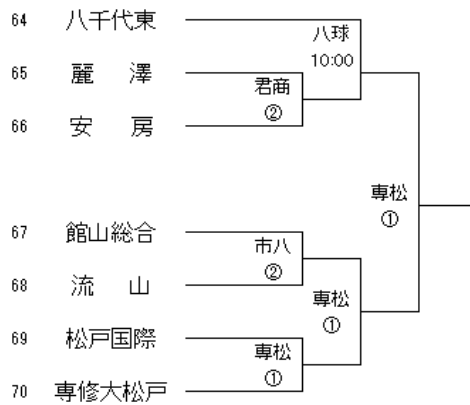 64 八千代東
八球
10:00
65 麗澤
君商
②
66 安房
専松
①
67 館山総合
市八
②
68 流山
専松
①
69 松戸国際
専松
①
70 専修大松戸